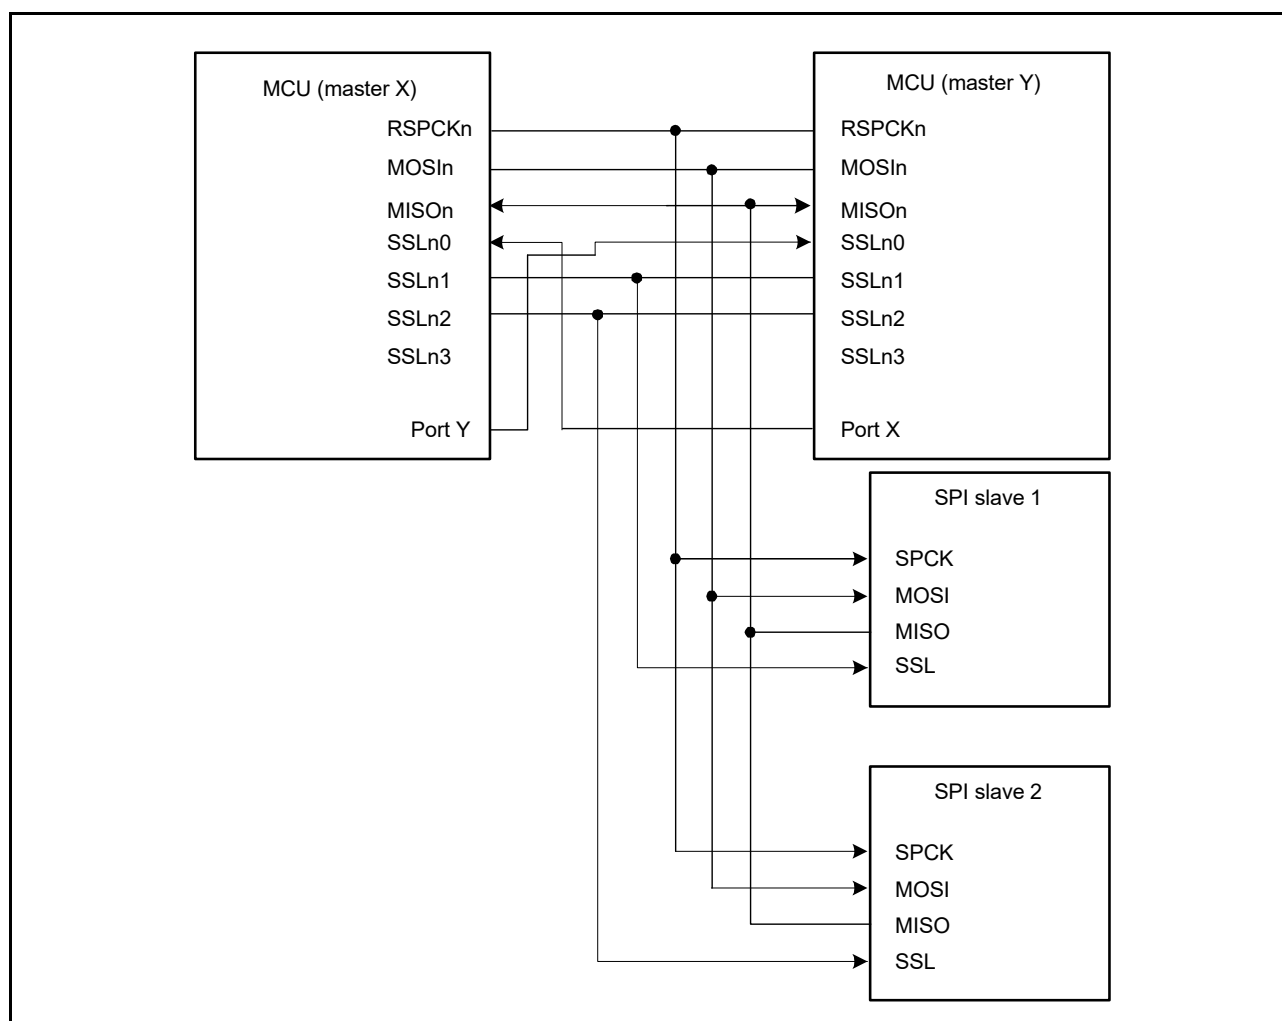 MCU (master X)
RSPCKn
MOSIn
MISOn
SSLn0
SSLn1
SSLn2
SSLn3
Port Y
MCU (master Y)
RSPCKn
MOSIn
MISOn
SSLn0
SSLn1
SSLn2
SSLn3
Port X
SPI slave 1
SPCK
MOSI
MISO
SSL
SPI slave 2
SPCK
MOSI
MISO
SSL